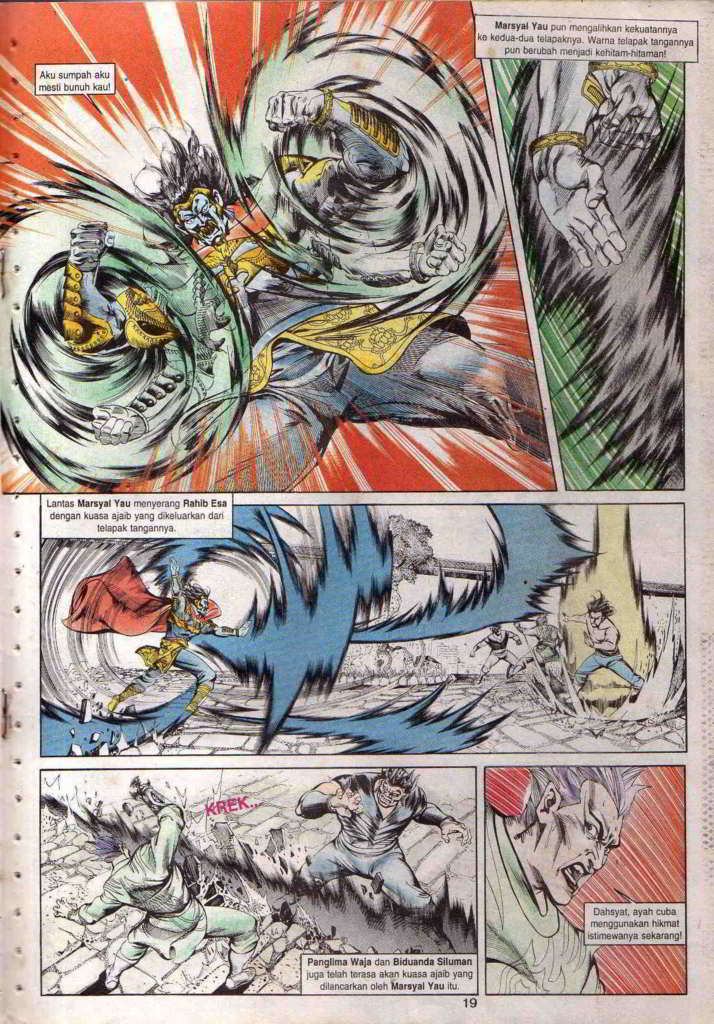 Aku sumpah aku
mesti bunuh kau!
Marsyal Yau pun mengalihkan kekuatannya
ke kedua-dua telapaknya. Warna telapak tangannya
pun berubah menjadi kehitam-hitaman!
Lantas Marsyal Yau menyerang Rahib Esa
dengan kuasa ajaib yang dikeluarkan dari
telapak tangannya.
KREK...
Panglima Waja dan Biduanda Siluman
juga telah terasa akan kuasa ajaib yang
dilancarkan oleh Marsyal Yau itu.
Dahsyat, ayah cuba
menggunakan hikmat
istimewanya sekarang!
19